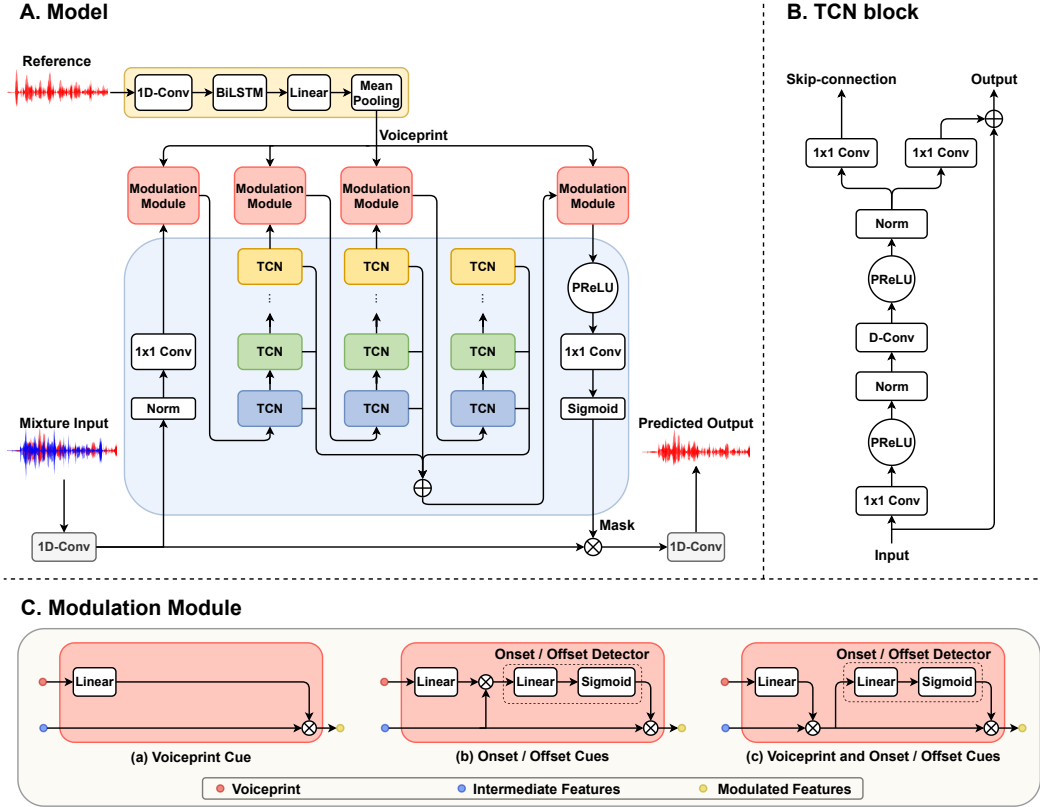 A. Model
Reference
1D-Conv
BiLSTM
Linear
Mean
Pooling
Voiceprint
Modulation
Module
Modulation
Module
Modulation
Module
Modulation
Module
TCN
TCN
TCN
PReLU
...
...
...
1x1 Conv
TCN
TCN
TCN
1x1 Conv
Norm
TCN
TCN
TCN
Sigmoid
Mixture Input
Predicted Output
Mask
1D-Conv
1D-Conv
B. TCN block
Skip-connection
Output
1x1 Conv
1x1 Conv
Norm
PReLU
D-Conv
Norm
PReLU
1x1 Conv
Input
C. Modulation Module
Linear
(a) Voiceprint Cue
Onset / Offset Detector
Linear
Linear
Sigmoid
(b) Onset / Offset Cues
Onset / Offset Detector
Linear
Linear
Sigmoid
(c) Voiceprint and Onset / Offset Cues
Voiceprint
Intermediate Features
Modulated Features